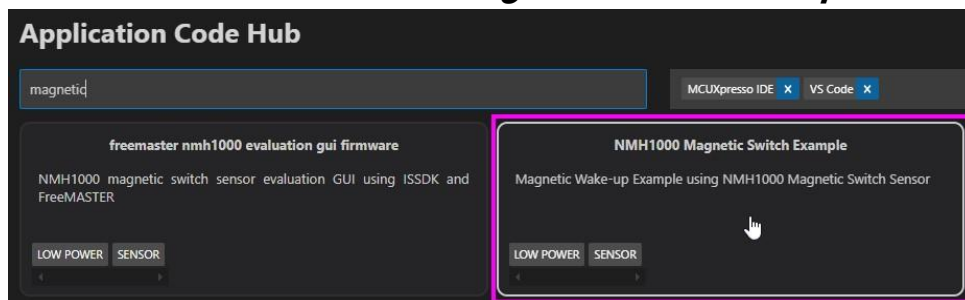 Application Code Hub
magnetic
MCUXpresso IDE x VS Code x
freemaster nmh1000 evaluation gui firmware
NMH1000 magnetic switch sensor evaluation GUI using ISSDK and
FreeMASTER
LOW POWER SENSOR
NMH1000 Magnetic Switch Example
Magnetic Wake-up Example using NMH1000 Magnetic Switch Sensor
LOW POWER SENSOR